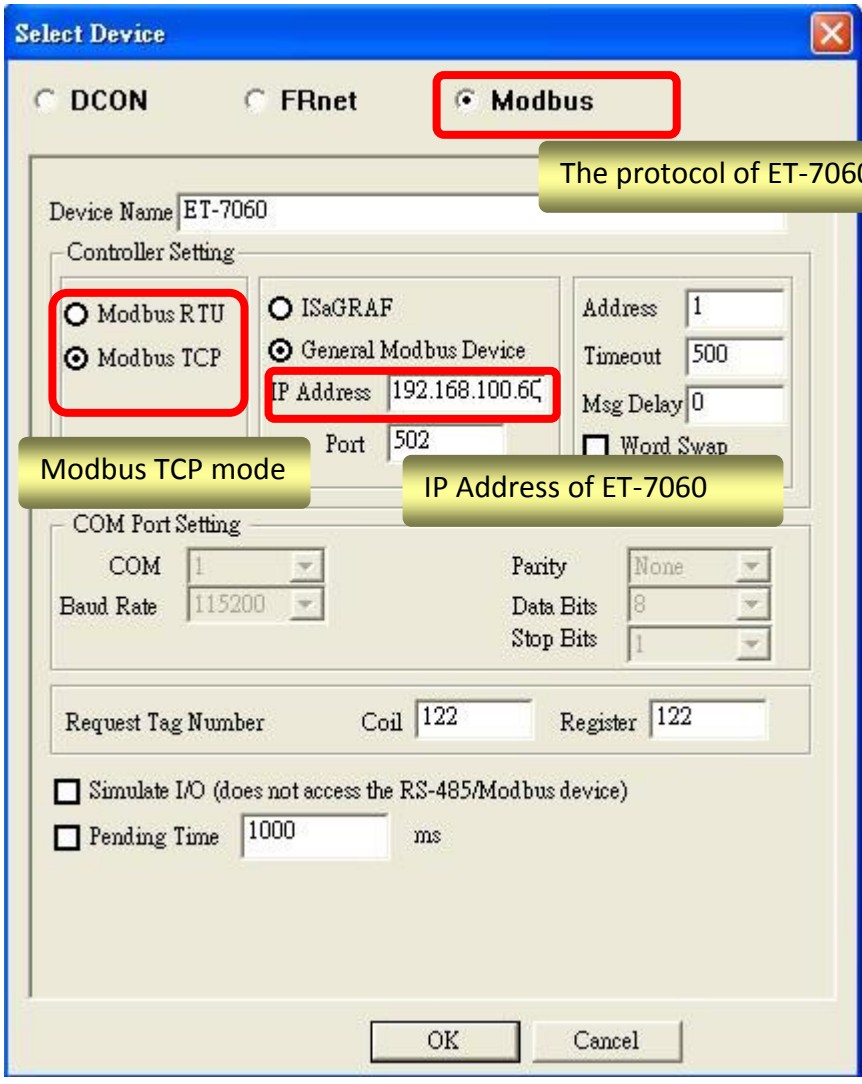 Select Device
DCON FRnet Modbus
The protocol of ET-7060
Device Name ET-7060
Controller Setting
Modbus RTU
Modbus TCP
ISaGRAF
General Modbus Device
IP Address 192.168.100.60
Port 502
Address 1
Timeout 500
Msg Delay 0
Word Swap
Modbus TCP mode
IP Address of ET-7060
COM Port Setting
COM 1
Baud Rate 115200
Parity None
Data Bits 8
Stop Bits 1
Request Tag Number Coil 122 Register 122
Simulate I/O (does not access the RS-485/Modbus device)
Pending Time 1000 ms
OK Cancel